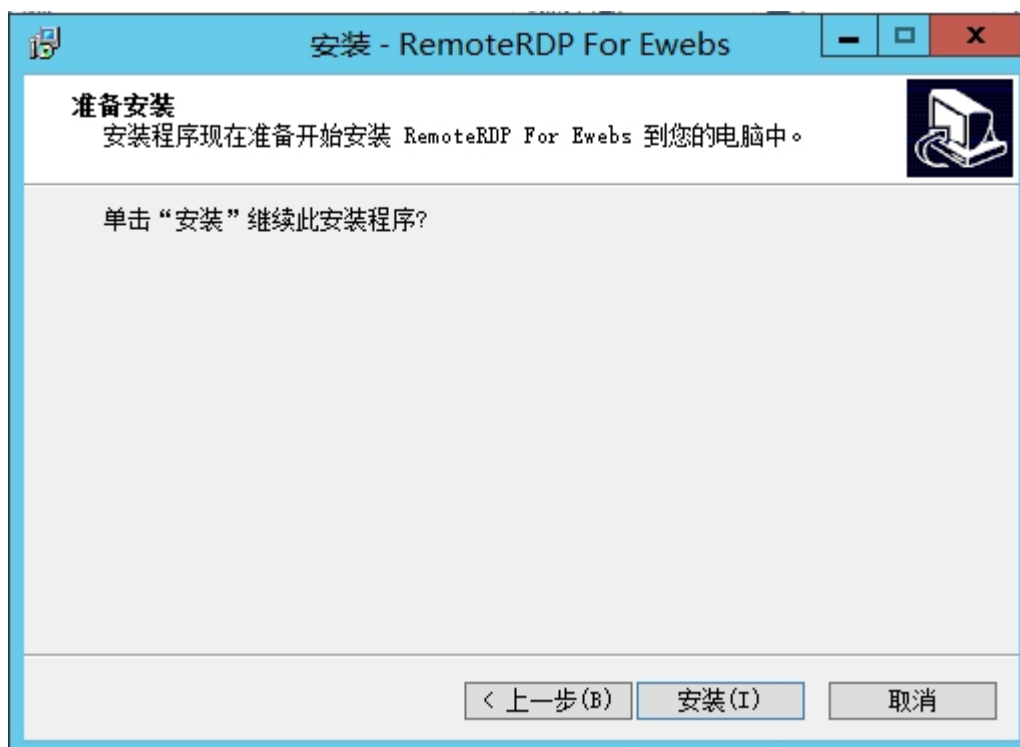 安装 - RemoteRDP For Ewebs
准备安装
安装程序现在准备开始安装 RemoteRDP For Ewebs 到您的电脑中。
单击“安装”继续此安装程序?
< 上一步(B)
安装(I)
取消